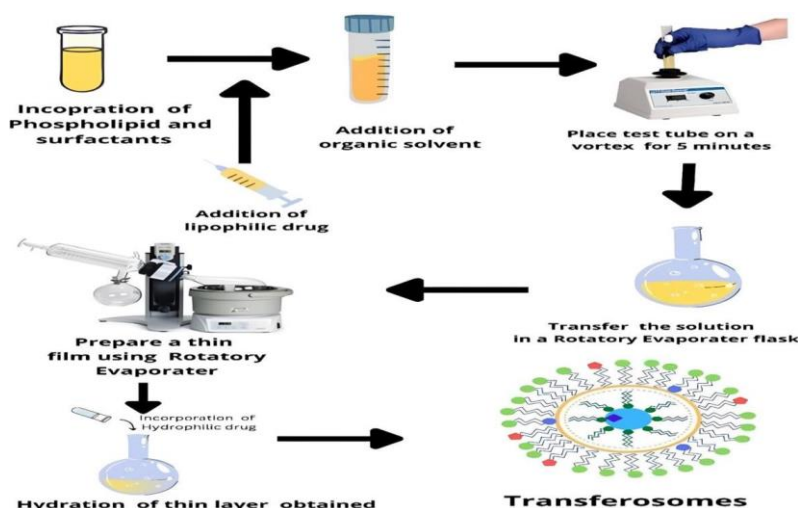 Incopration of
Phospholipid and
surfactants
Addition of
organic solvent
Place test tube on a
vortex for 5 minutes
Addition of
lipophilic drug
Transfer the solution
in a Rotatory Evaporater flask
Prepare a thin
film using Rotatory
Evaporater
Incorporation of
Hydrophilic drug
Hydration of thin layer obtained
Transferosomes